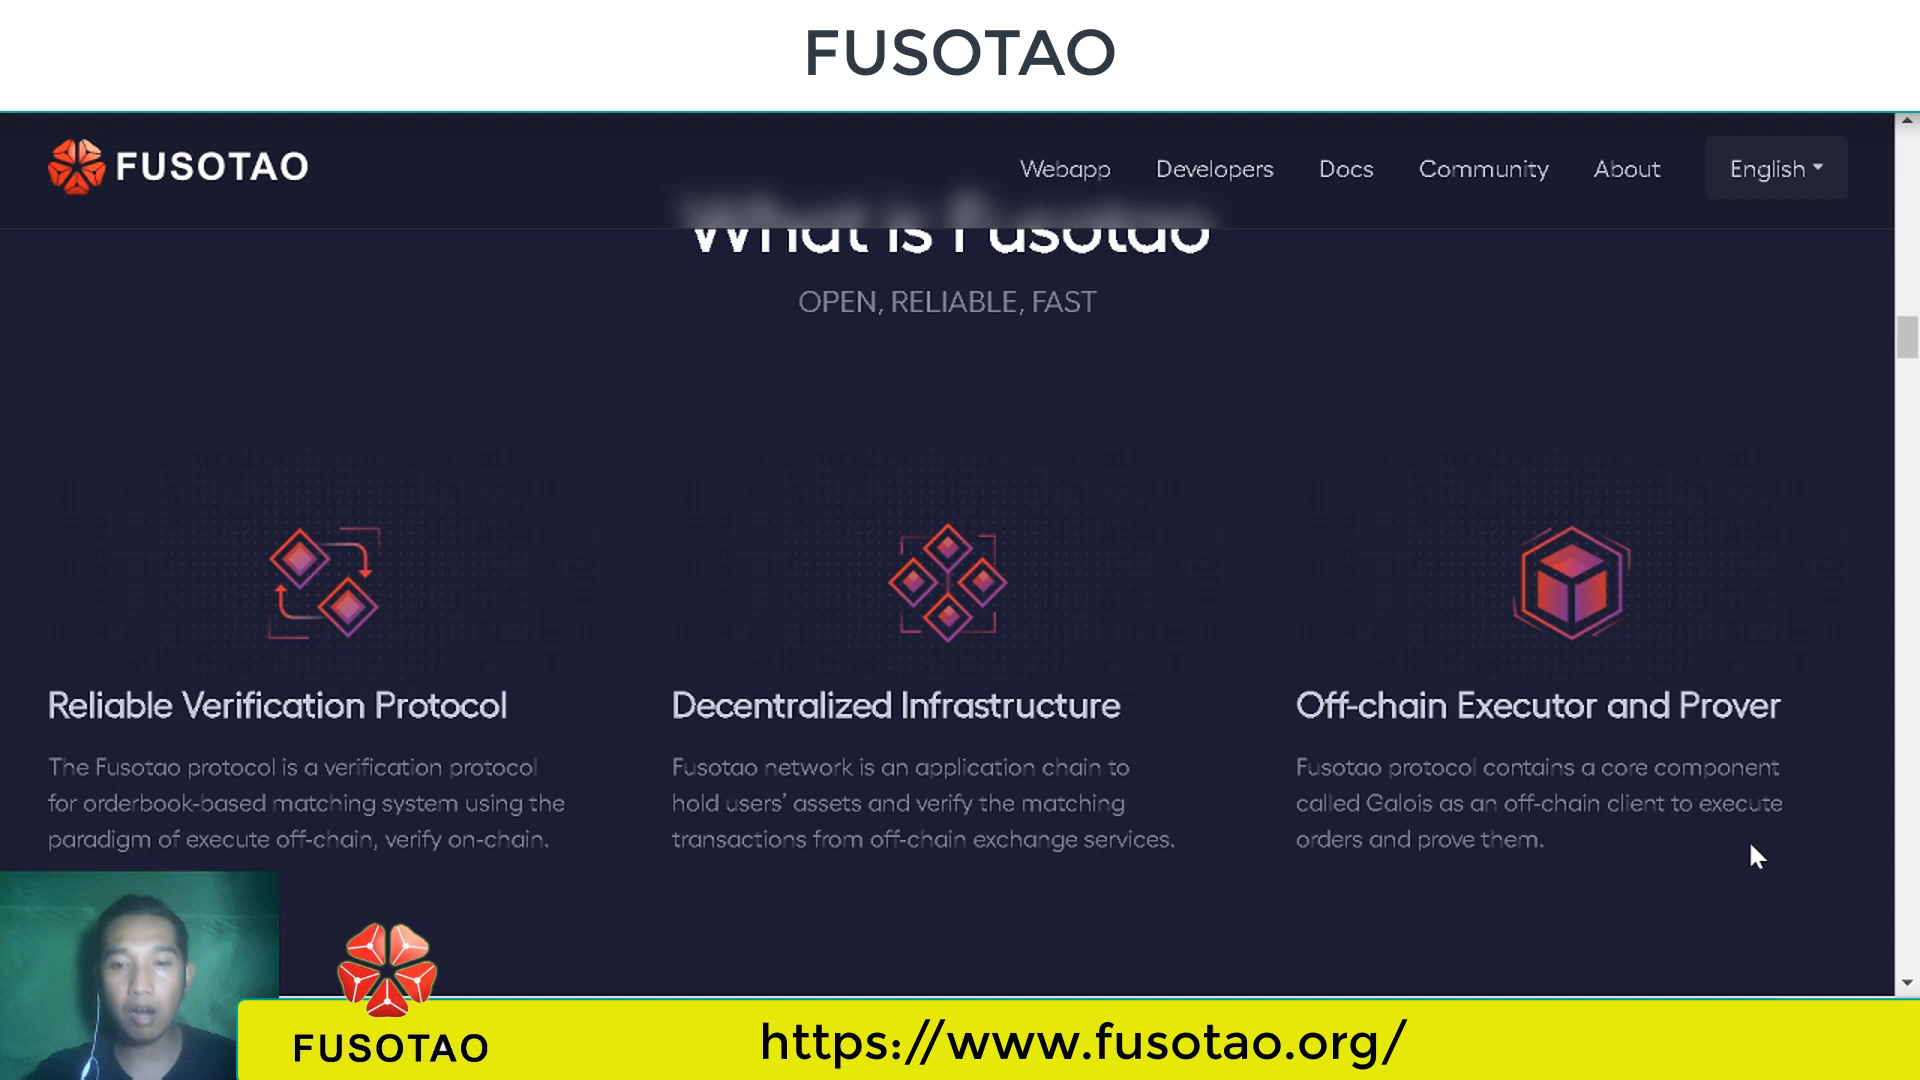 FUSOTAO
FUSOTAO
Webapp Developers Docs Community About English
What is Fusotao
OPEN, RELIABLE, FAST
Reliable Verification Protocol
The Fusotao protocol is a verification protocol
for orderbook-based matching system using the
paradigm of execute off-chain, verify on-chain.
Decentralized Infrastructure
Fusotao network is an application chain to
hold users’ assets and verify the matching
transactions from off-chain exchange services.
Off-chain Executor and Prover
Fusotao protocol contains a core component
called Galois as an off-chain client to execute
orders and prove them.
FUSOTAO
https://www.fusotao.org/